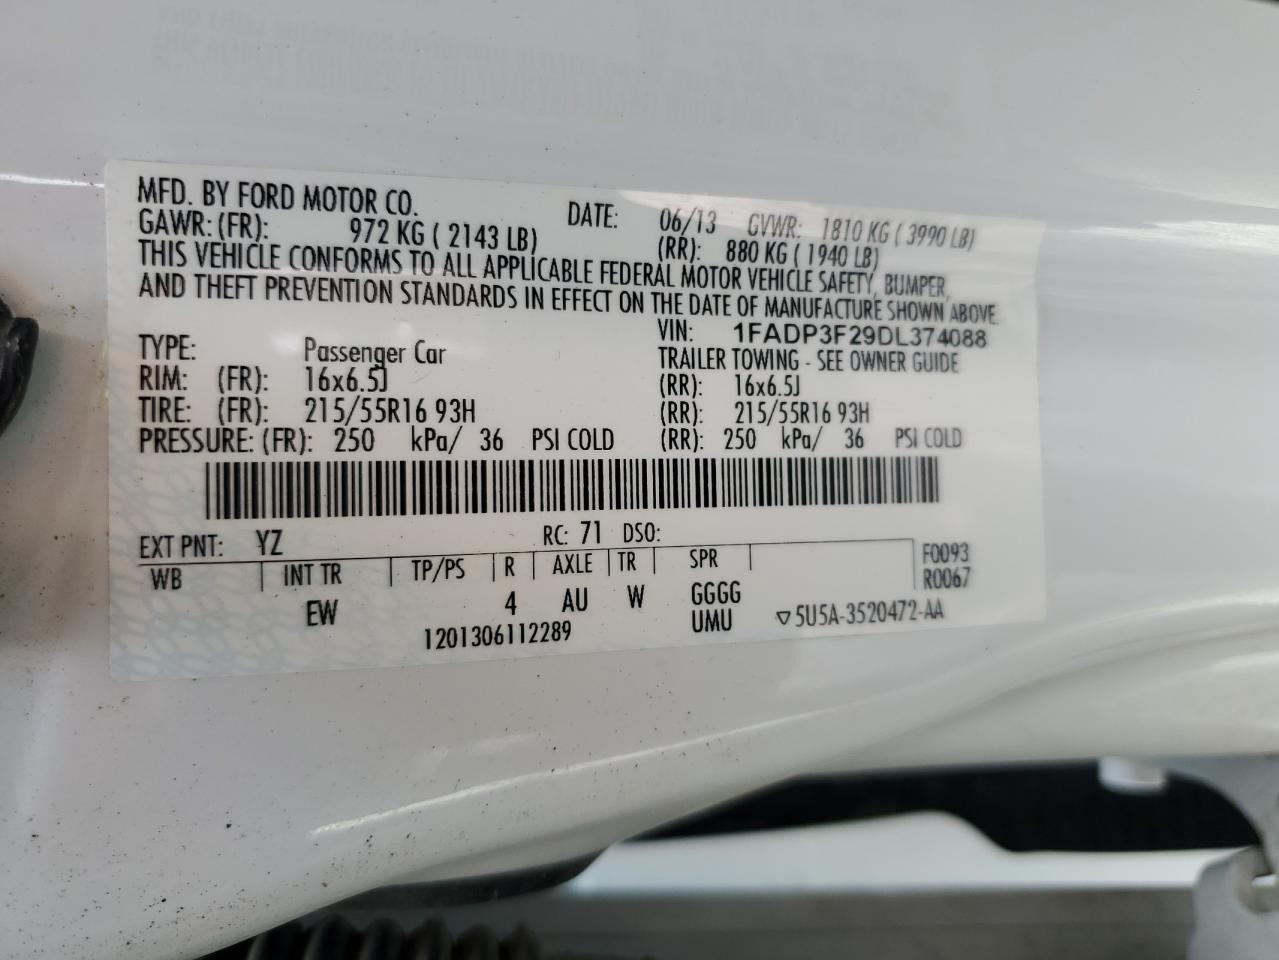 MFD. BY FORD MOTOR CO. DATE: 06/13 GVWR: 1810 KG ( 3990 LB)
GAWR: (FR): 972 KG ( 2143 LB) (RR): 880 KG ( 1940 LB)
THIS VEHICLE CONFORMS TO ALL APPLICABLE FEDERAL MOTOR VEHICLE SAFETY, BUMPER,
AND THEFT PREVENTION STANDARDS IN EFFECT ON THE DATE OF MANUFACTURE SHOWN ABOVE.
VIN: 1FADP3F29DL374088
TYPE: Passenger Car TRAILER TOWING - SEE OWNER GUIDE
RIM: (FR): 16x6.5J (RR): 16x6.5J
TIRE: (FR): 215/55R16 93H (RR): 215/55R16 93H
PRESSURE: (FR): 250 kPa/ 36 PSI COLD (RR): 250 kPa/ 36 PSI COLD
EXT PNT: YZ RC: 71 DSO:
WB INT TR TP/PS R AXLE TR SPR F0093
R0067
EW 4 AU W GGGG
UMU ▽5U5A-3520472-AA
1201306112289